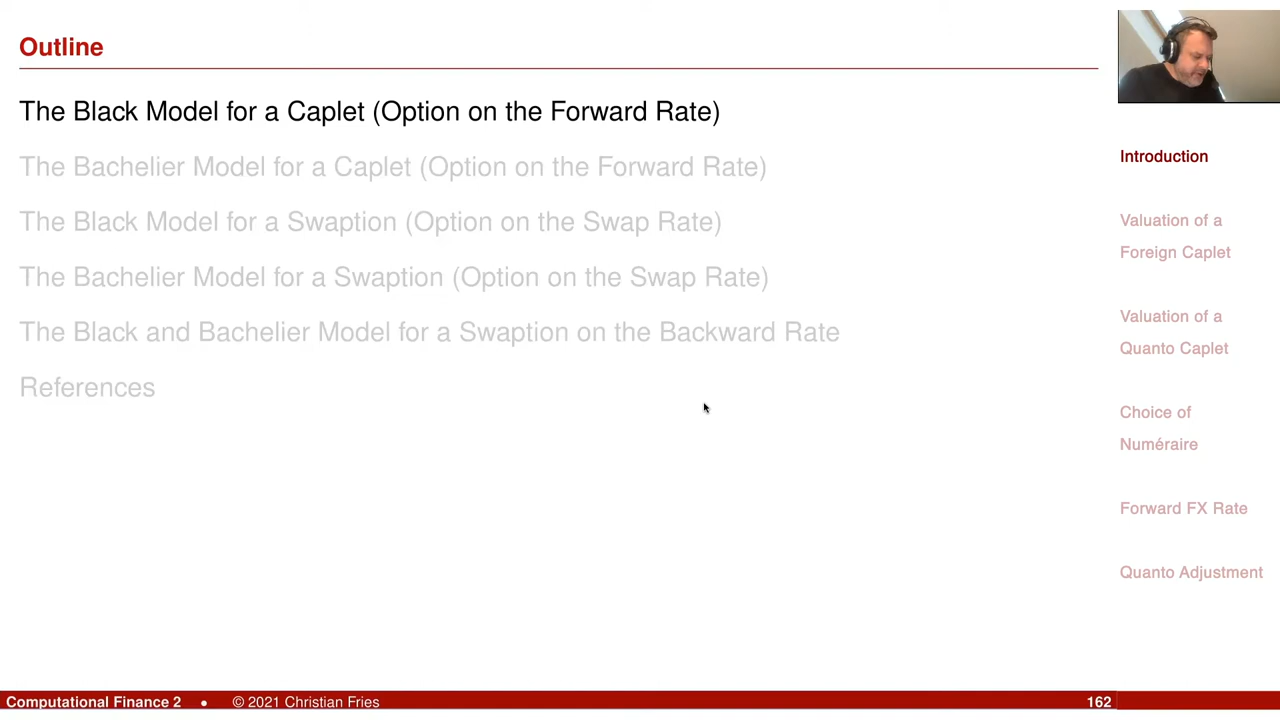 Outline
The Black Model for a Caplet (Option on the Forward Rate)
The Bachelier Model for a Caplet (Option on the Forward Rate)
The Black Model for a Swaption (Option on the Swap Rate)
The Bachelier Model for a Swaption (Option on the Swap Rate)
The Black and Bachelier Model for a Swaption on the Backward Rate
References
Introduction
Valuation of a
Foreign Caplet
Valuation of a
Quanto Caplet
Choice of
Numéraire
Forward FX Rate
Quanto Adjustment
Computational Finance 2 • © 2021 Christian Fries 162